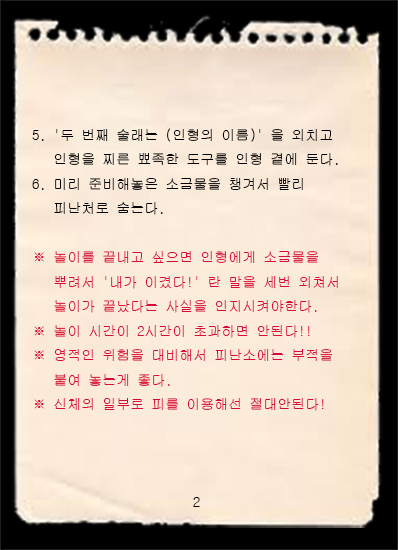 5. '두 번째 술래는 (인형의 이름)' 을 외치고
인형을 찌른 뾰족한 도구를 인형 곁에 둔다.
6. 미리 준비해놓은 소금물을 챙겨서 빨리
피난처로 숨는다.
※ 놀이를 끝내고 싶으면 인형에게 소금물을
뿌려서 '내가 이겼다!' 란 말을 세번 외쳐서
놀이가 끝났다는 사실을 인지시켜야한다.
※ 놀이 시간이 2시간이 초과하면 안된다!!
※ 영적인 위험을 대비해서 피난소에는 부적을
붙여 놓는게 좋다.
※ 신체의 일부로 피를 이용해선 절대안된다!
2